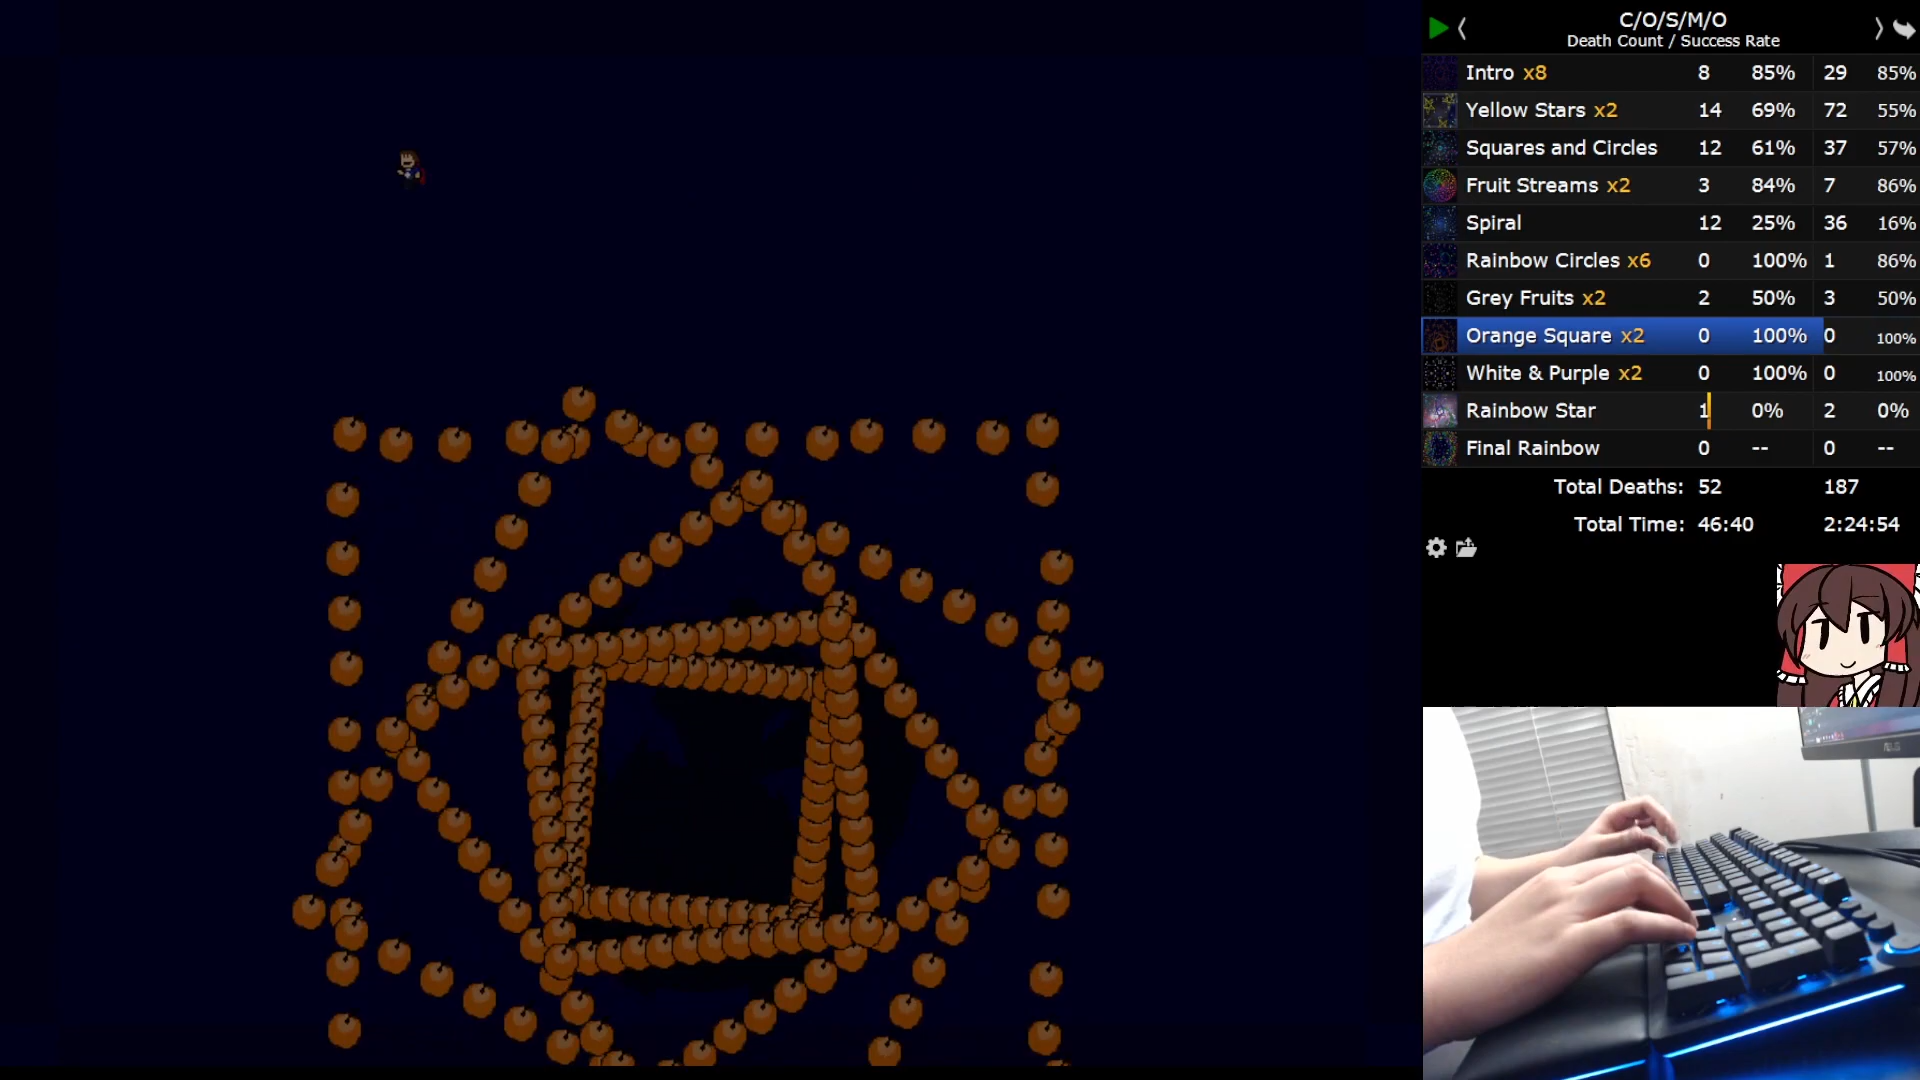 C/O/S/M/O
Death Count / Success Rate
Intro x8 8 85% 29 85%
Yellow Stars x2 14 69% 72 55%
Squares and Circles 12 61% 37 57%
Fruit Streams x2 3 84% 7 86%
Spiral 12 25% 36 16%
Rainbow Circles x6 0 100% 1 86%
Grey Fruits x2 2 50% 3 50%
Orange Square x2 0 100% 0 100%
White & Purple x2 0 100% 0 100%
Rainbow Star 1 0% 2 0%
Final Rainbow 0 -- 0 --
Total Deaths: 52 187
Total Time: 46:40 2:24:54